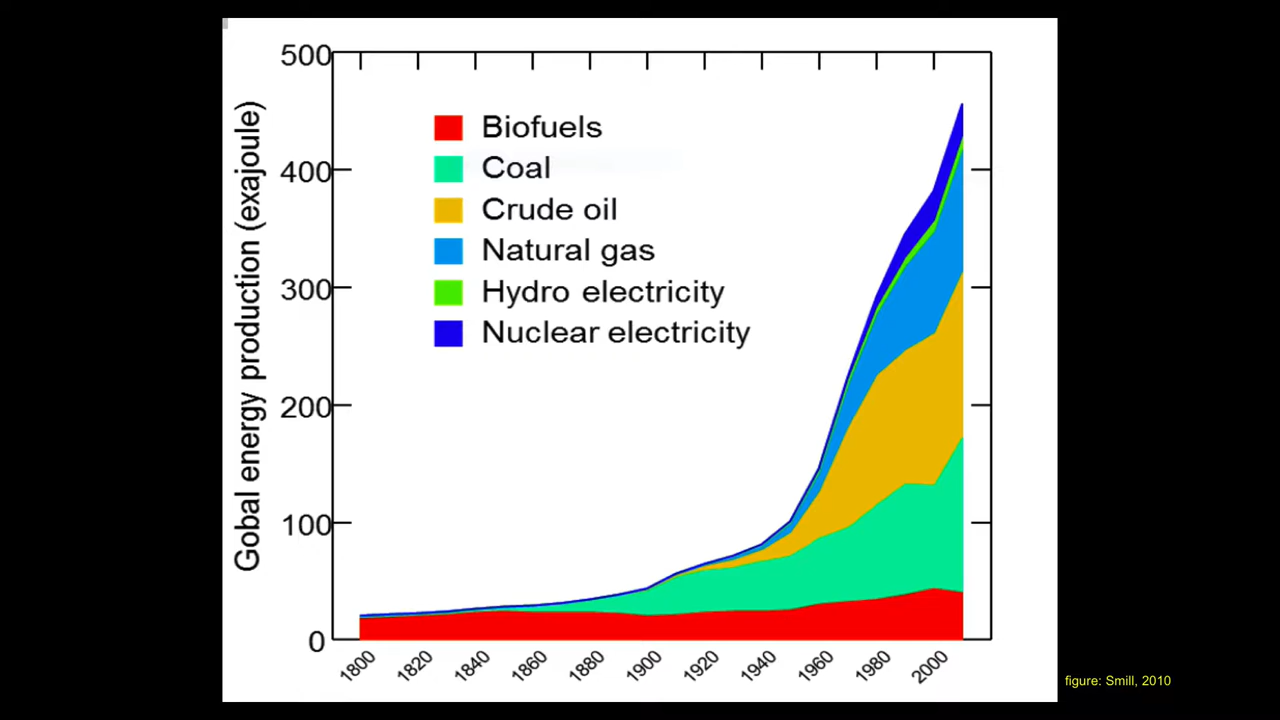 500
400
300
200
100
0
Gobal energy production (exajoule)
Biofuels
Coal
Crude oil
Natural gas
Hydro electricity
Nuclear electricity
1800
1820
1840
1860
1880
1900
1920
1940
1960
1980
2000
figure: Smill, 2010